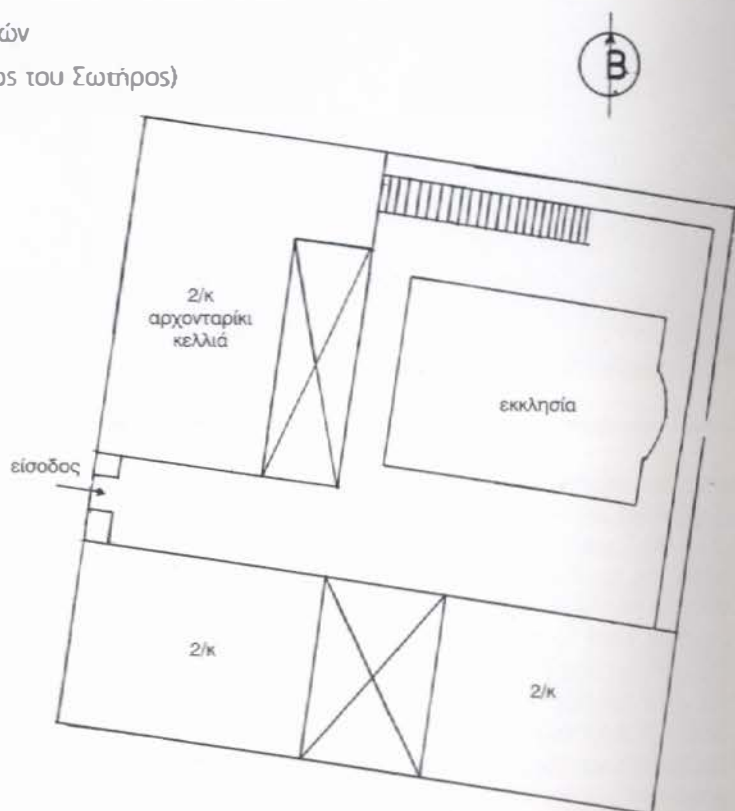 ών
ος του Σωτήρος)
Β
2/κ
αρχονταρίκι
κελλιά
εκκλησία
είσοδος
2/κ
2/κ